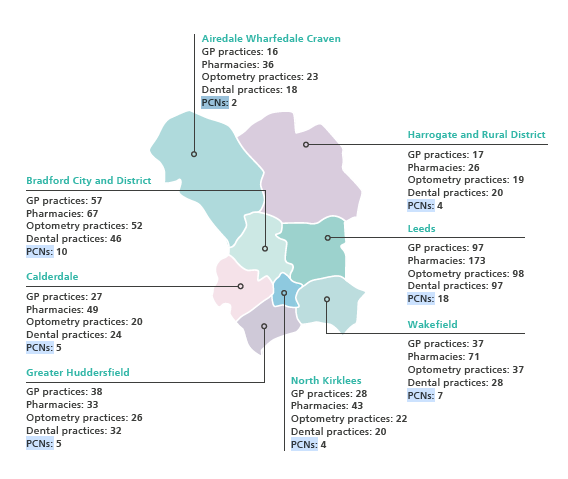 Airedale Wharfedale Craven
GP practices: 16
Pharmacies: 36
Optometry practices: 23
Dental practices: 18
PCNs: 2
Harrogate and Rural District
GP practices: 17
Pharmacies: 26
Optometry practices: 19
Dental practices: 20
PCNs: 4
Bradford City and District
GP practices: 57
Pharmacies: 67
Optometry practices: 52
Dental practices: 46
PCNs: 10
Leeds
GP practices: 97
Pharmacies: 173
Optometry practices: 98
Dental practices: 97
PCNs: 18
Calderdale
GP practices: 27
Pharmacies: 49
Optometry practices: 20
Dental practices: 24
PCNs: 5
Wakefield
GP practices: 37
Pharmacies: 71
Optometry practices: 37
Dental practices: 28
PCNs: 7
Greater Huddersfield
GP practices: 38
Pharmacies: 33
Optometry practices: 26
Dental practices: 32
PCNs: 5
North Kirklees
GP practices: 28
Pharmacies: 43
Optometry practices: 22
Dental practices: 20
PCNs: 4